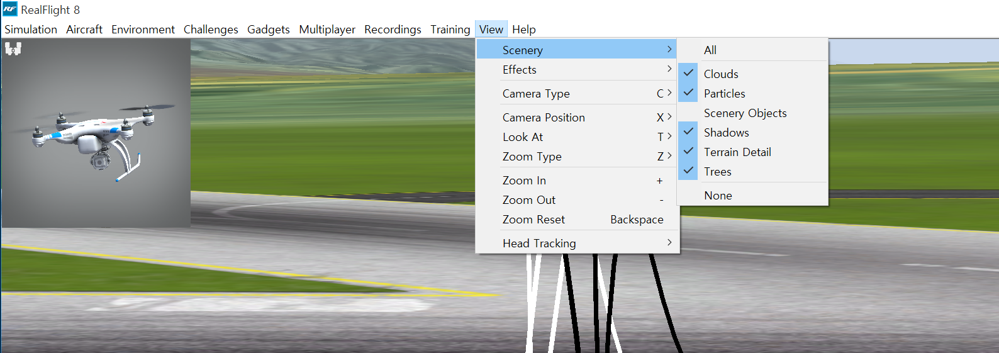 RF RealFlight 8
Simulation Aircraft Environment Challenges Gadgets Multiplayer Recordings Training View Help
Scenery
Effects
Camera Type C
Camera Position X
Look At T
Zoom Type Z
Zoom In +
Zoom Out -
Zoom Reset Backspace
Head Tracking
All
Clouds
Particles
Scenery Objects
Shadows
Terrain Detail
Trees
None